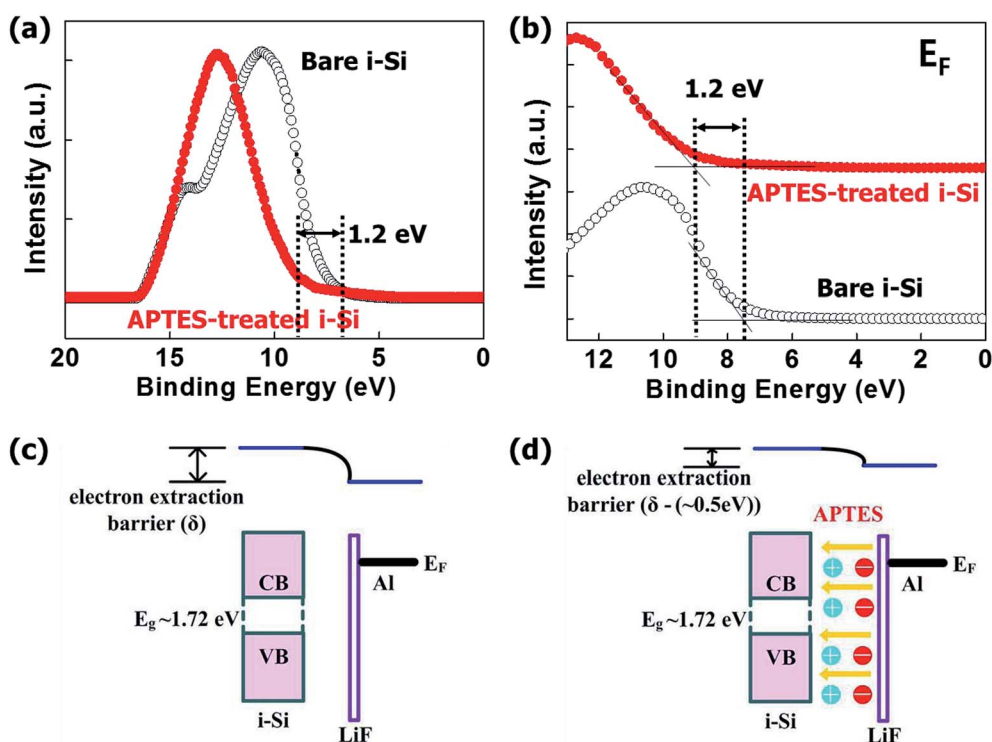 (a)
Bare i-Si
1.2 eV
APTES-treated i-Si
Intensity (a.u.)
20 15 10 5 0
Binding Energy (eV)
(b)
E_F
1.2 eV
APTES-treated i-Si
Bare i-Si
Intensity (a.u.)
12 10 8 6 4 2 0
Binding Energy (eV)
(c)
electron extraction
barrier (δ)
CB
E_F
Al
E_g ~1.72 eV
VB
i-Si
LiF
(d)
electron extraction
barrier (δ - (~0.5eV))
APTES
CB
E_F
Al
E_g ~1.72 eV
VB
i-Si
LiF